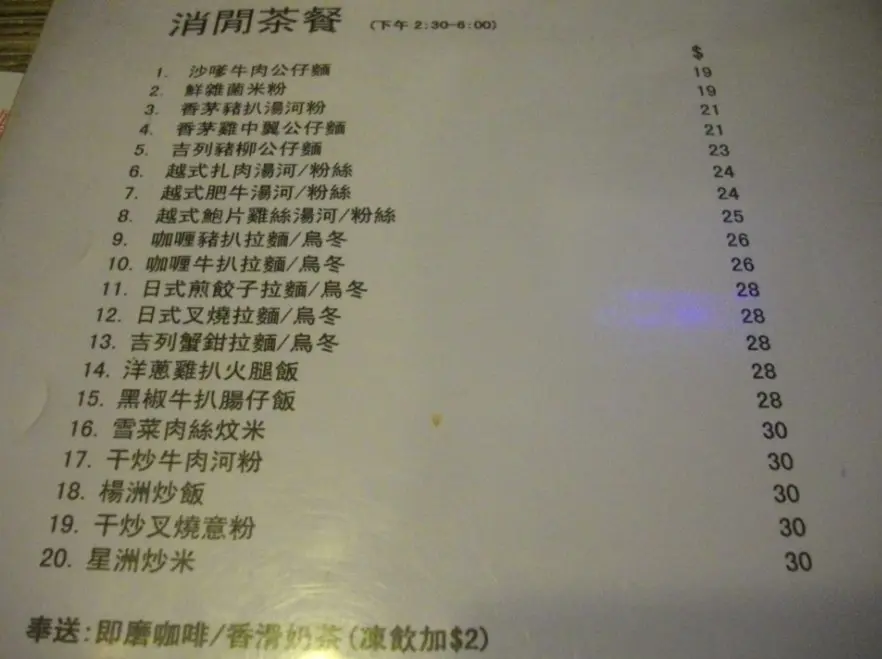 消閒茶餐 (下午 2:30-6:00)
$
1. 沙嗲牛肉公仔麵 19
2. 鮮雜菌米粉 19
3. 香茅豬扒湯河粉 21
4. 香茅雞中翼公仔麵 21
5. 吉列豬柳公仔麵 23
6. 越式扎肉湯河/粉絲 24
7. 越式肥牛湯河/粉絲 24
8. 越式鮑片雞絲湯河/粉絲 25
9. 咖喱豬扒拉麵/烏冬 26
10. 咖喱牛扒拉麵/烏冬 26
11. 日式煎餃子拉麵/烏冬 28
12. 日式叉燒拉麵/烏冬 28
13. 吉列蟹鉗拉麵/烏冬 28
14. 洋蔥雞扒火腿飯 28
15. 黑椒牛扒腸仔飯 28
16. 雪菜肉絲炆米 30
17. 干炒牛肉河粉 30
18. 楊洲炒飯 30
19. 干炒叉燒意粉 30
20. 星洲炒米 30
奉送:即磨咖啡/香滑奶茶(凍飲加$2)